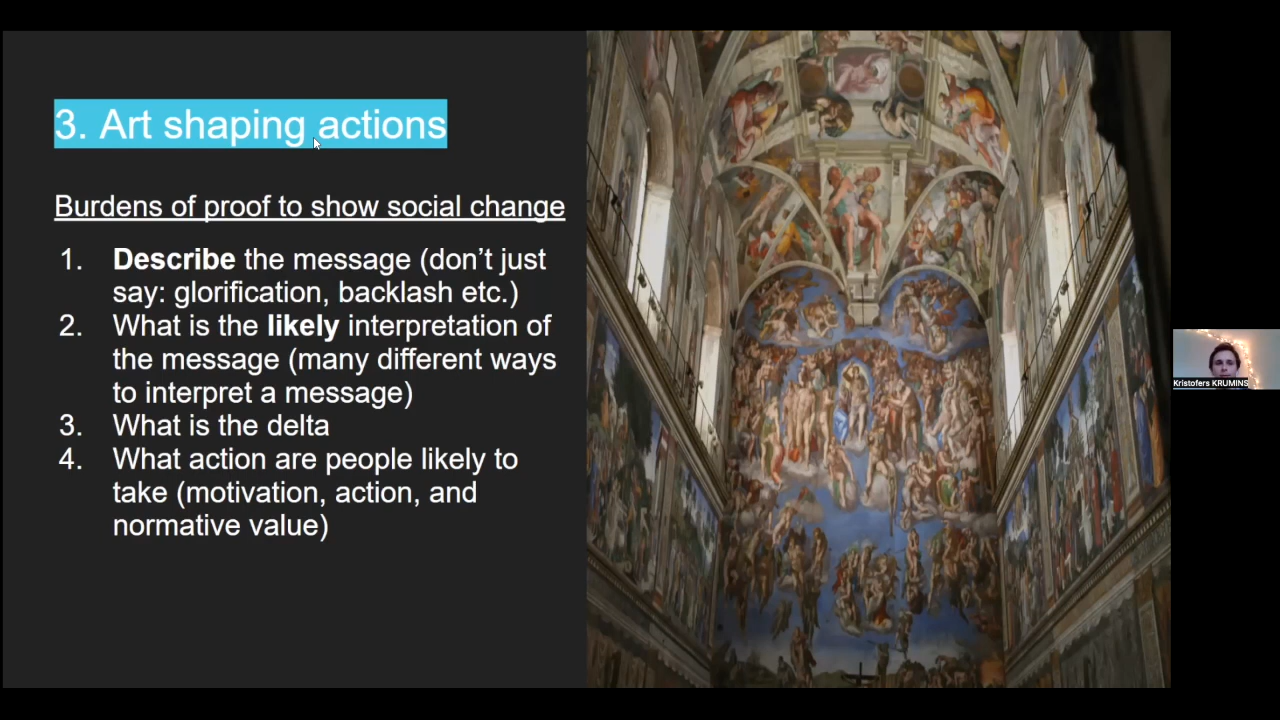 3. Art shaping actions
Burdens of proof to show social change
1. Describe the message (don’t just
say: glorification, backlash etc.)
2. What is the likely interpretation of
the message (many different ways
to interpret a message)
3. What is the delta
4. What action are people likely to
take (motivation, action, and
normative value)
Kristofers KRUMINS